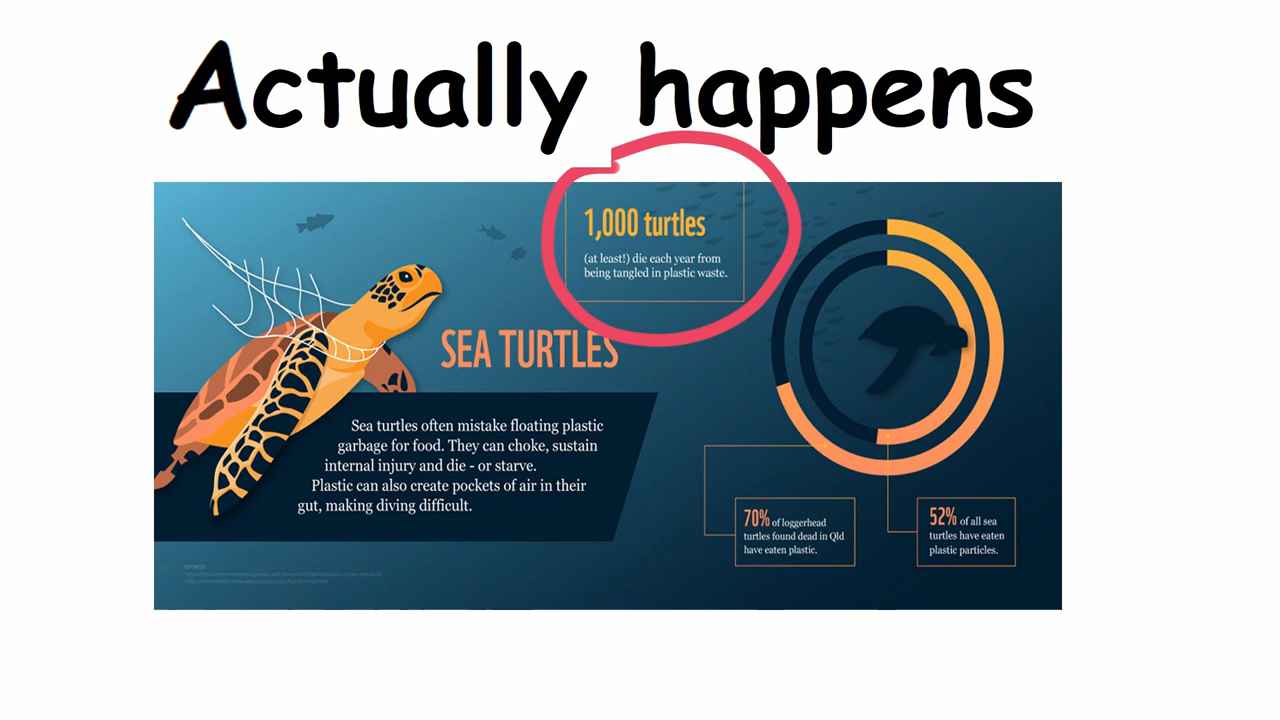 Actually happens
1,000 turtles
(at least!) die each year from
being tangled in plastic waste.
SEA TURTLES
Sea turtles often mistake floating plastic
garbage for food. They can choke, sustain
internal injury and die - or starve.
Plastic can also create pockets of air in their
gut, making diving difficult.
70% of loggerhead
turtles found dead in Qld
have eaten plastic.
52% of all sea
turtles have eaten
plastic particles.
SOURCES